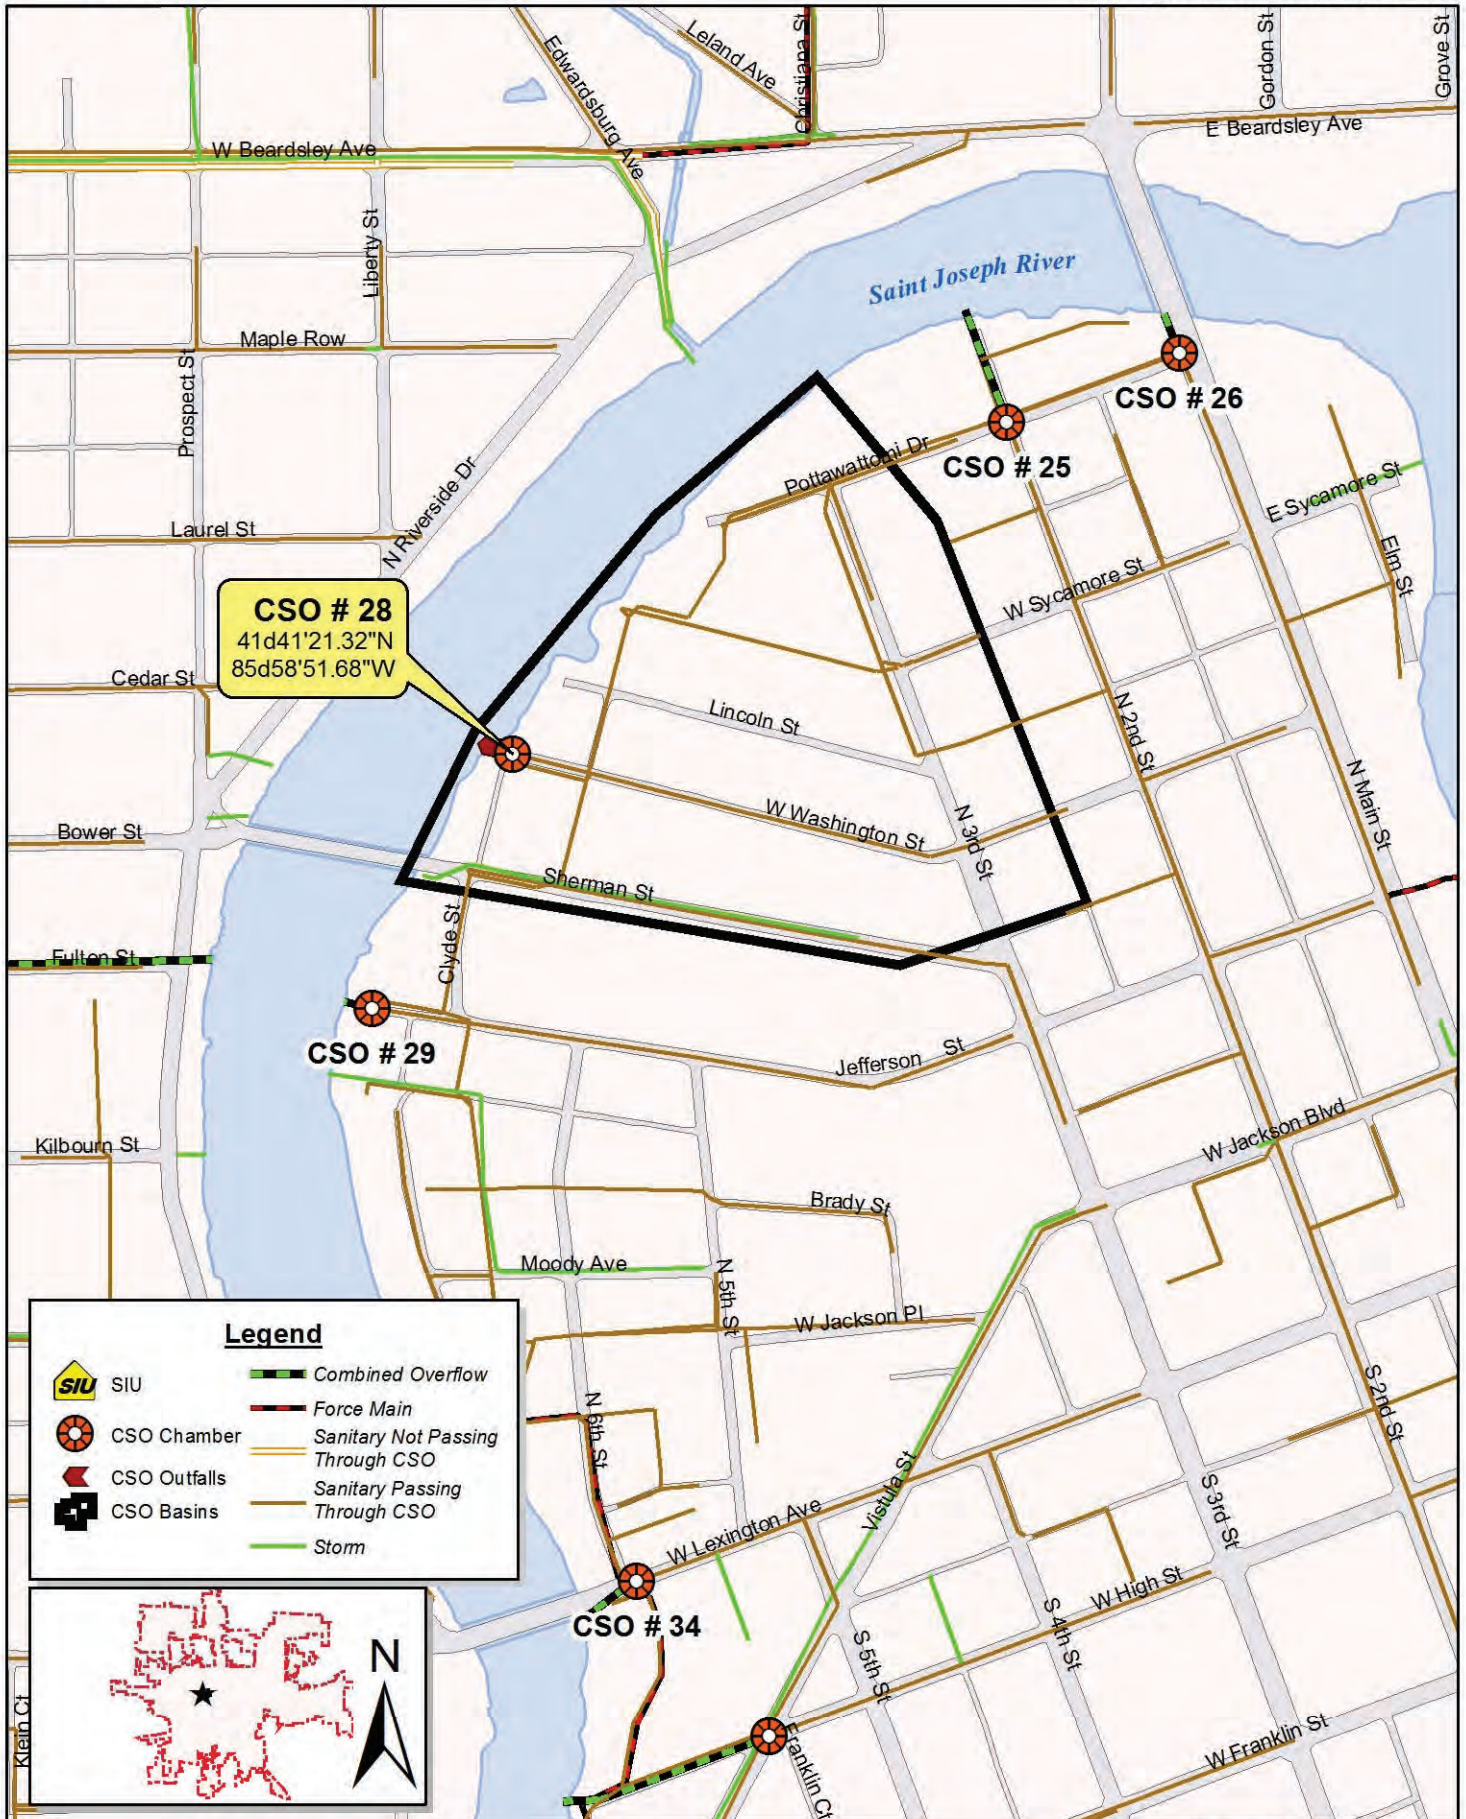 Leland Ave
Christiana St
Edwardsburg Ave
Gordon St
Grove St
W Beardsley Ave
E Beardsley Ave
Liberty St
Saint Joseph River
Maple Row
Prospect St
CSO # 26
CSO # 25
Pottawattomi Dr
N Riverside Dr
E Sycamore St
Laurel St
Elm St
W Sycamore St
CSO # 28
41d41'21.32"N
85d58'51.68"W
Cedar St
Lincoln St
N 2nd St
N Main St
Bower St
W Washington St
N 3rd St
Sherman St
Clyde St
Fulton St
CSO # 29
Jefferson St
Kilbourn St
W Jackson Blvd
Brady St
Moody Ave
N 5th St
W Jackson Pl
Legend
SIU SIU
CSO Chamber
CSO Outfalls
CSO Basins
Combined Overflow
Force Main
Sanitary Not Passing
Through CSO
Sanitary Passing
Through CSO
Storm
N 6th St
S 2nd St
Vistula St
S 3rd St
W Lexington Ave
W High St
CSO # 34
S 4th St
S 5th St
N
Klein Ct
Franklin Ct
W Franklin St